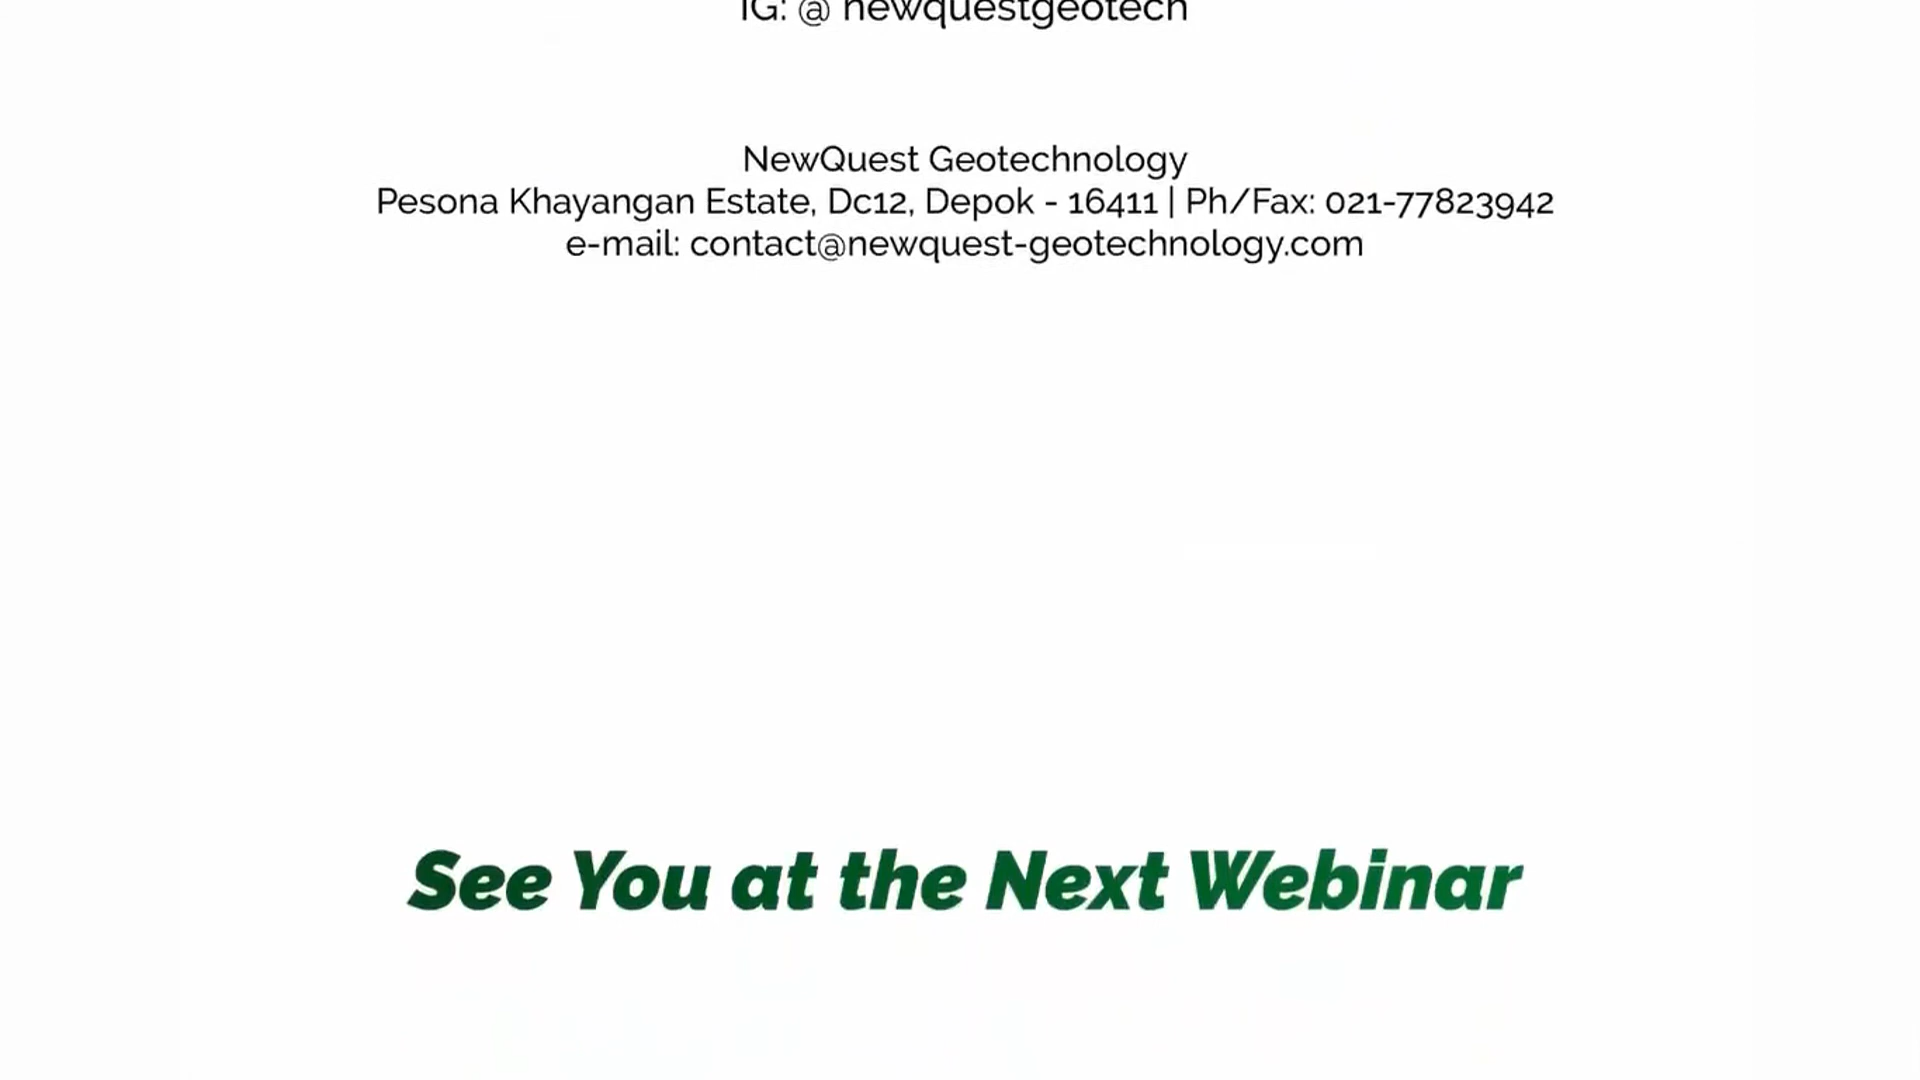 IG: @ newquestgeotech
NewQuest Geotechnology
Pesona Khayangan Estate, Dc12, Depok - 16411 | Ph/Fax: 021-77823942
e-mail: contact@newquest-geotechnology.com
See You at the Next Webinar